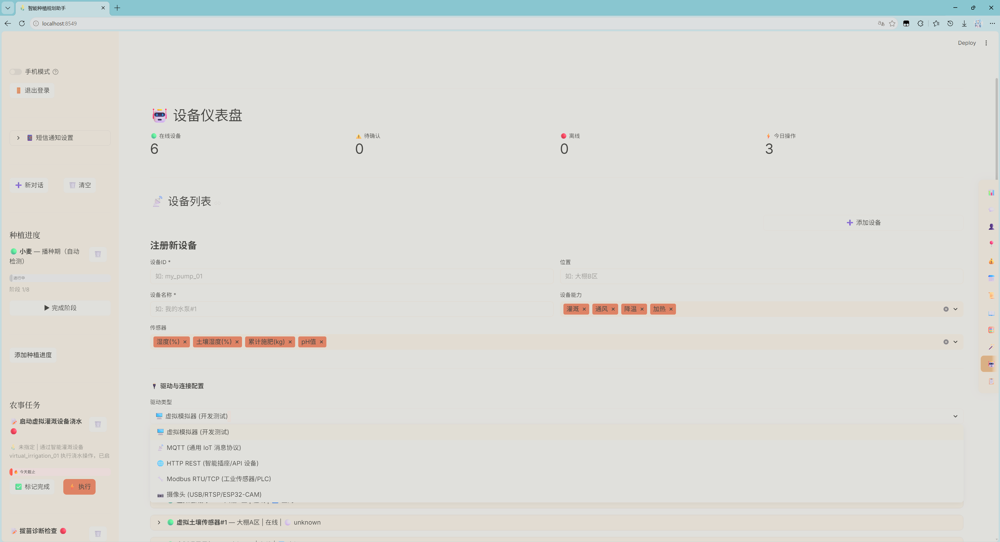 智能种植规划助手
localhost:8549
Deploy
手机模式
退出登录
短信通知设置
新对话
清空
种植进度
小麦 — 播种期（自动
检测）
进行中
阶段 1/8
▶ 完成阶段
添加种植进度
农事任务
启动虚拟灌溉设备浇水
未指定 | 通过智能灌溉设备
virtual_irrigation_01 执行浇水操作，已启
今天截止
标记完成
执行
拔苗诊断检查
设备仪表盘
在线设备
6
待确认
0
离线
0
今日操作
3
设备列表
添加设备
注册新设备
设备ID *
如: my_pump_01
位置
如: 大棚B区
设备名称 *
如: 我的水泵#1
设备能力
灌溉 通风 降温 加热
传感器
湿度(%) 土壤湿度(%) 累计施肥(kg) pH值
驱动与连接配置
驱动类型
虚拟模拟器 (开发测试)
虚拟模拟器 (开发测试)
MQTT (通用 IoT 消息协议)
HTTP REST (智能插座/API 设备)
Modbus RTU/TCP (工业传感器/PLC)
摄像头 (USB/RTSP/ESP32-CAM)
虚拟土壤传感器#1 — 大棚A区 | 在线 | unknown